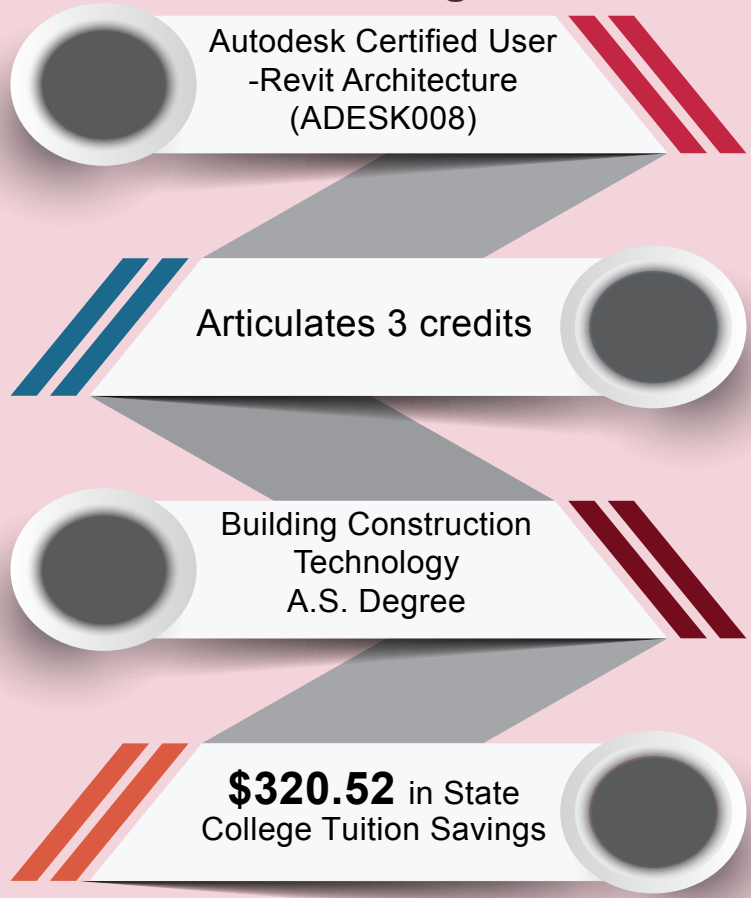 Autodesk Certified User
-Revit Architecture
(ADESK008)
Articulates 3 credits
Building Construction
Technology
A.S. Degree
$320.52 in State
College Tuition Savings